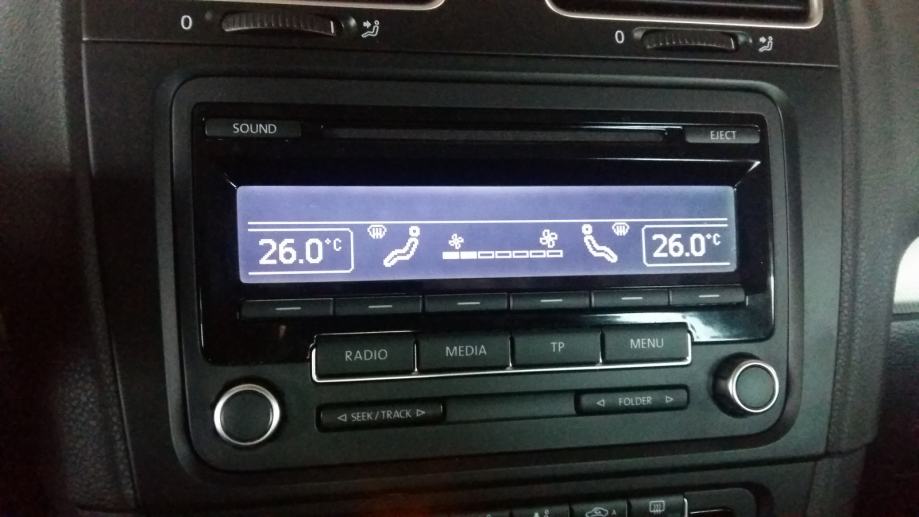 0
0
SOUND
EJECT
26.0°C
26.0°C
RADIO
MEDIA
TP
MENU
SEEK / TRACK
FOLDER
A